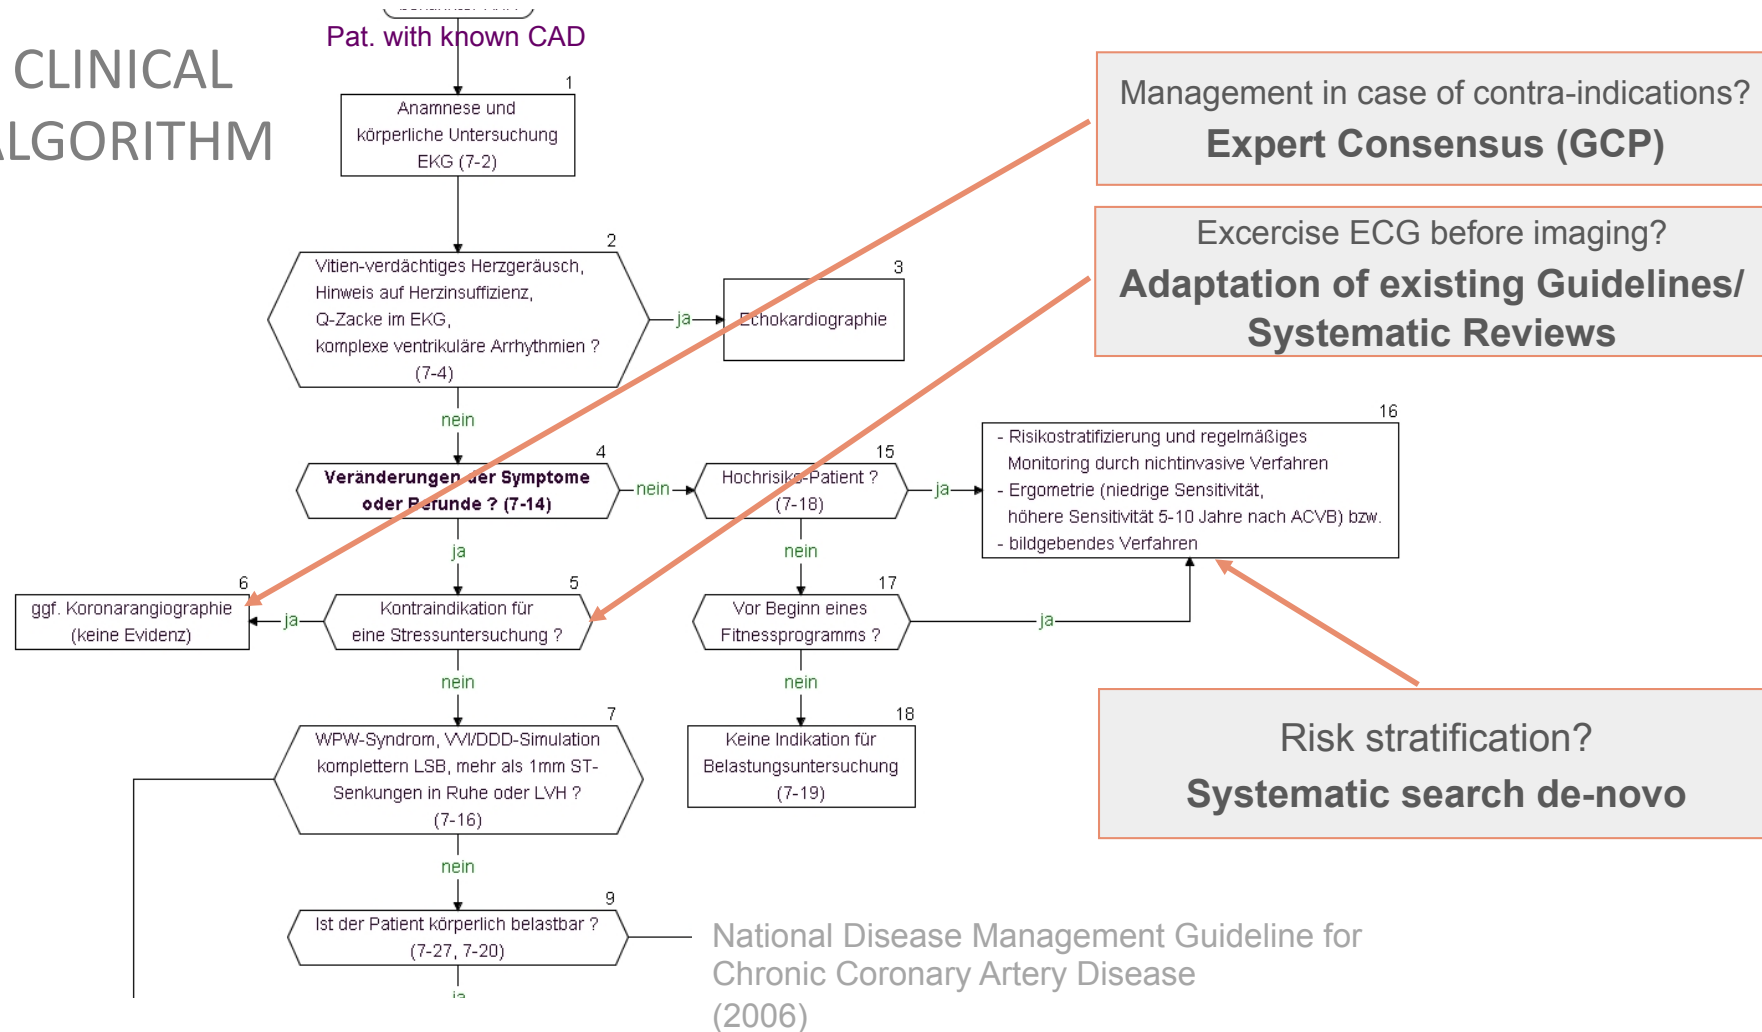 CLINICAL
ALGORITHM
Pat. with known CAD
1
Anamnese und
körperliche Untersuchung
EKG (7-2)
2
Vitien-verdächtiges Herzgeräusch,
Hinweis auf Herzinsuffizienz,
Q-Zacke im EKG,
komplexe ventrikuläre Arrhythmien ?
(7-4)
ja
3
Echokardiographie
nein
4
Veränderungen der Symptome
oder Befunde ? (7-14)
nein
15
Hochrisiko-Patient ?
(7-18)
ja
16
- Risikostratifizierung und regelmäßiges
Monitoring durch nichtinvasive Verfahren
- Ergometrie (niedrige Sensitivität,
höhere Sensitivität 5-10 Jahre nach ACVB) bzw.
- bildgebendes Verfahren
ja
nein
6
ggf. Koronarangiographie
(keine Evidenz)
ja
5
Kontraindikation für
eine Stressuntersuchung ?
17
Vor Beginn eines
Fitnessprogramms ?
ja
nein
nein
7
WPW-Syndrom, VVI/DDD-Simulation
komplettern LSB, mehr als 1mm ST-
Senkungen in Ruhe oder LVH ?
(7-16)
18
Keine Indikation für
Belastungsuntersuchung
(7-19)
nein
9
Ist der Patient körperlich belastbar ?
(7-27, 7-20)
ja
Management in case of contra-indications?
Expert Consensus (GCP)
Excercise ECG before imaging?
Adaptation of existing Guidelines/
Systematic Reviews
Risk stratification?
Systematic search de-novo
National Disease Management Guideline for
Chronic Coronary Artery Disease
(2006)